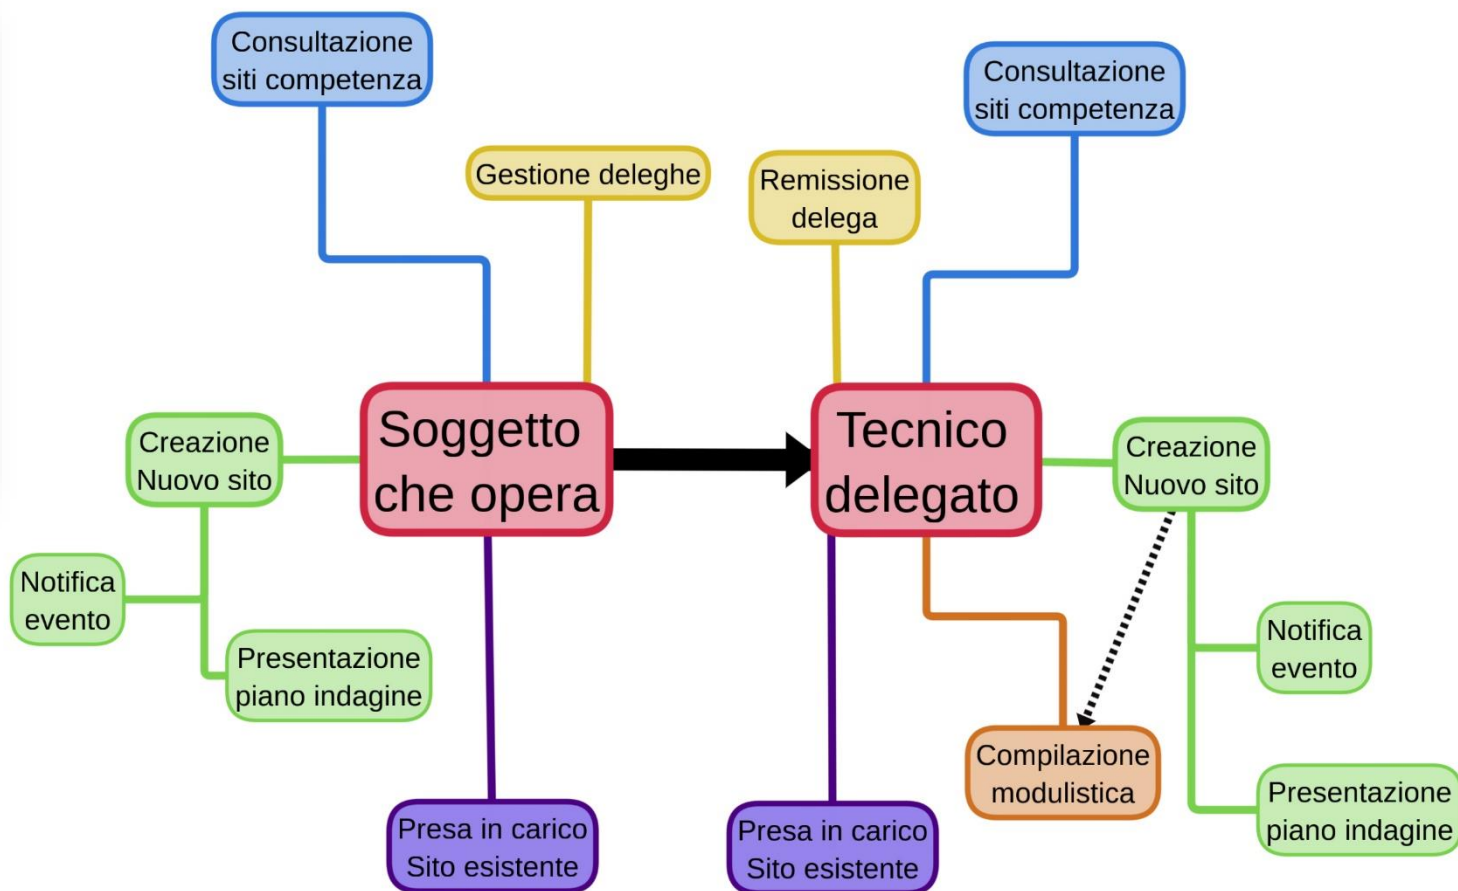 Consultazione
siti competenza
Consultazione
siti competenza
Gestione deleghe
Remissione
delega
Soggetto
che opera
Tecnico
delegato
Creazione
Nuovo sito
Creazione
Nuovo sito
Notifica
evento
Presentazione
piano indagine
Notifica
evento
Compilazione
modulistica
Presentazione
piano indagine
Presa in carico
Sito esistente
Presa in carico
Sito esistente